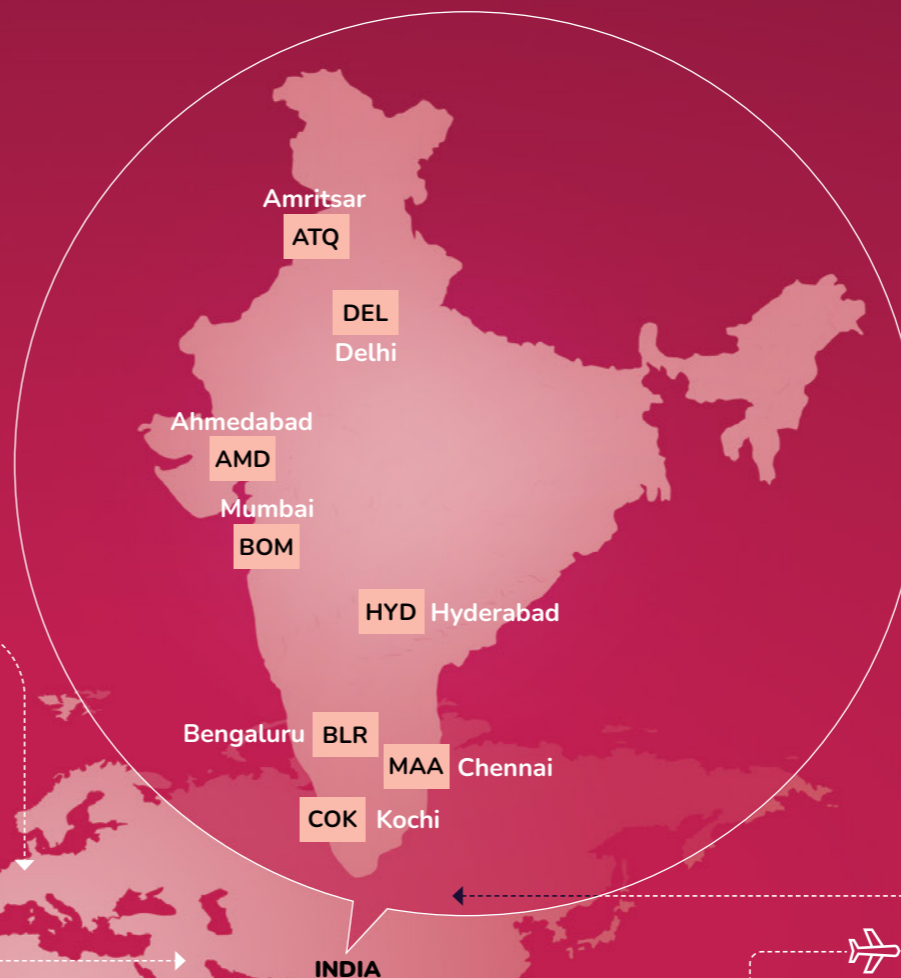 Amritsar
ATQ
DEL
Delhi
Ahmedabad
AMD
Mumbai
BOM
HYD Hyderabad
Bengaluru BLR
MAA Chennai
COK Kochi
INDIA